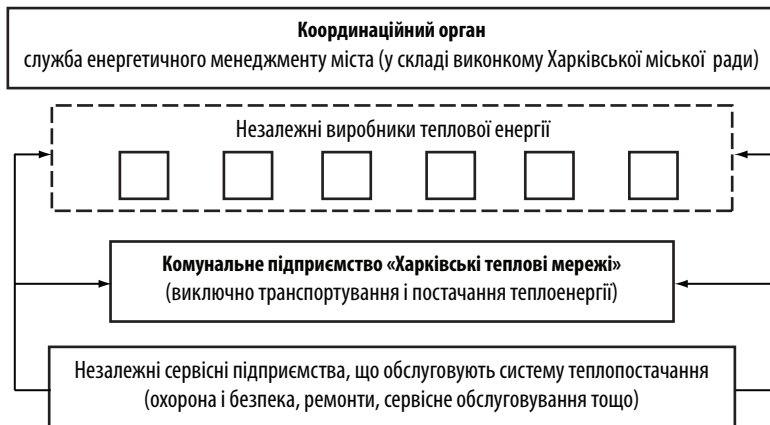 Координаційний орган
служба енергетичного менеджменту міста (у складі виконкому Харківської міської ради)
Незалежні виробники теплової енергії
Комунальне підприємство «Харківські теплові мережі»
(виключно транспортування і постачання теплоенергії)
Незалежні сервісні підприємства, що обслуговують систему теплопостачання
(охорона і безпека, ремонти, сервісне обслуговування тощо)